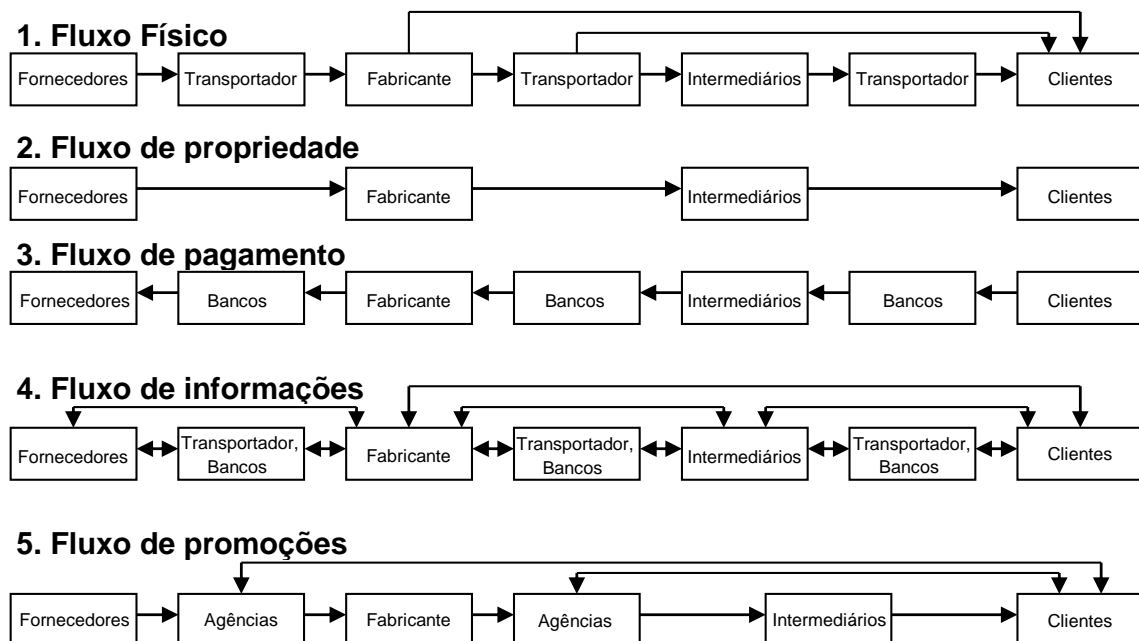 1. Fluxo Físico
Fornecedores Transportador Fabricante Transportador Intermediários Transportador Clientes
2. Fluxo de propriedade
Fornecedores Fabricante Intermediários Clientes
3. Fluxo de pagamento
Fornecedores Bancos Fabricante Bancos Intermediários Bancos Clientes
4. Fluxo de informações
Fornecedores Transportador, Bancos Fabricante Transportador, Bancos Intermediários Transportador, Bancos Clientes
5. Fluxo de promoções
Fornecedores Agências Fabricante Agências Intermediários Clientes